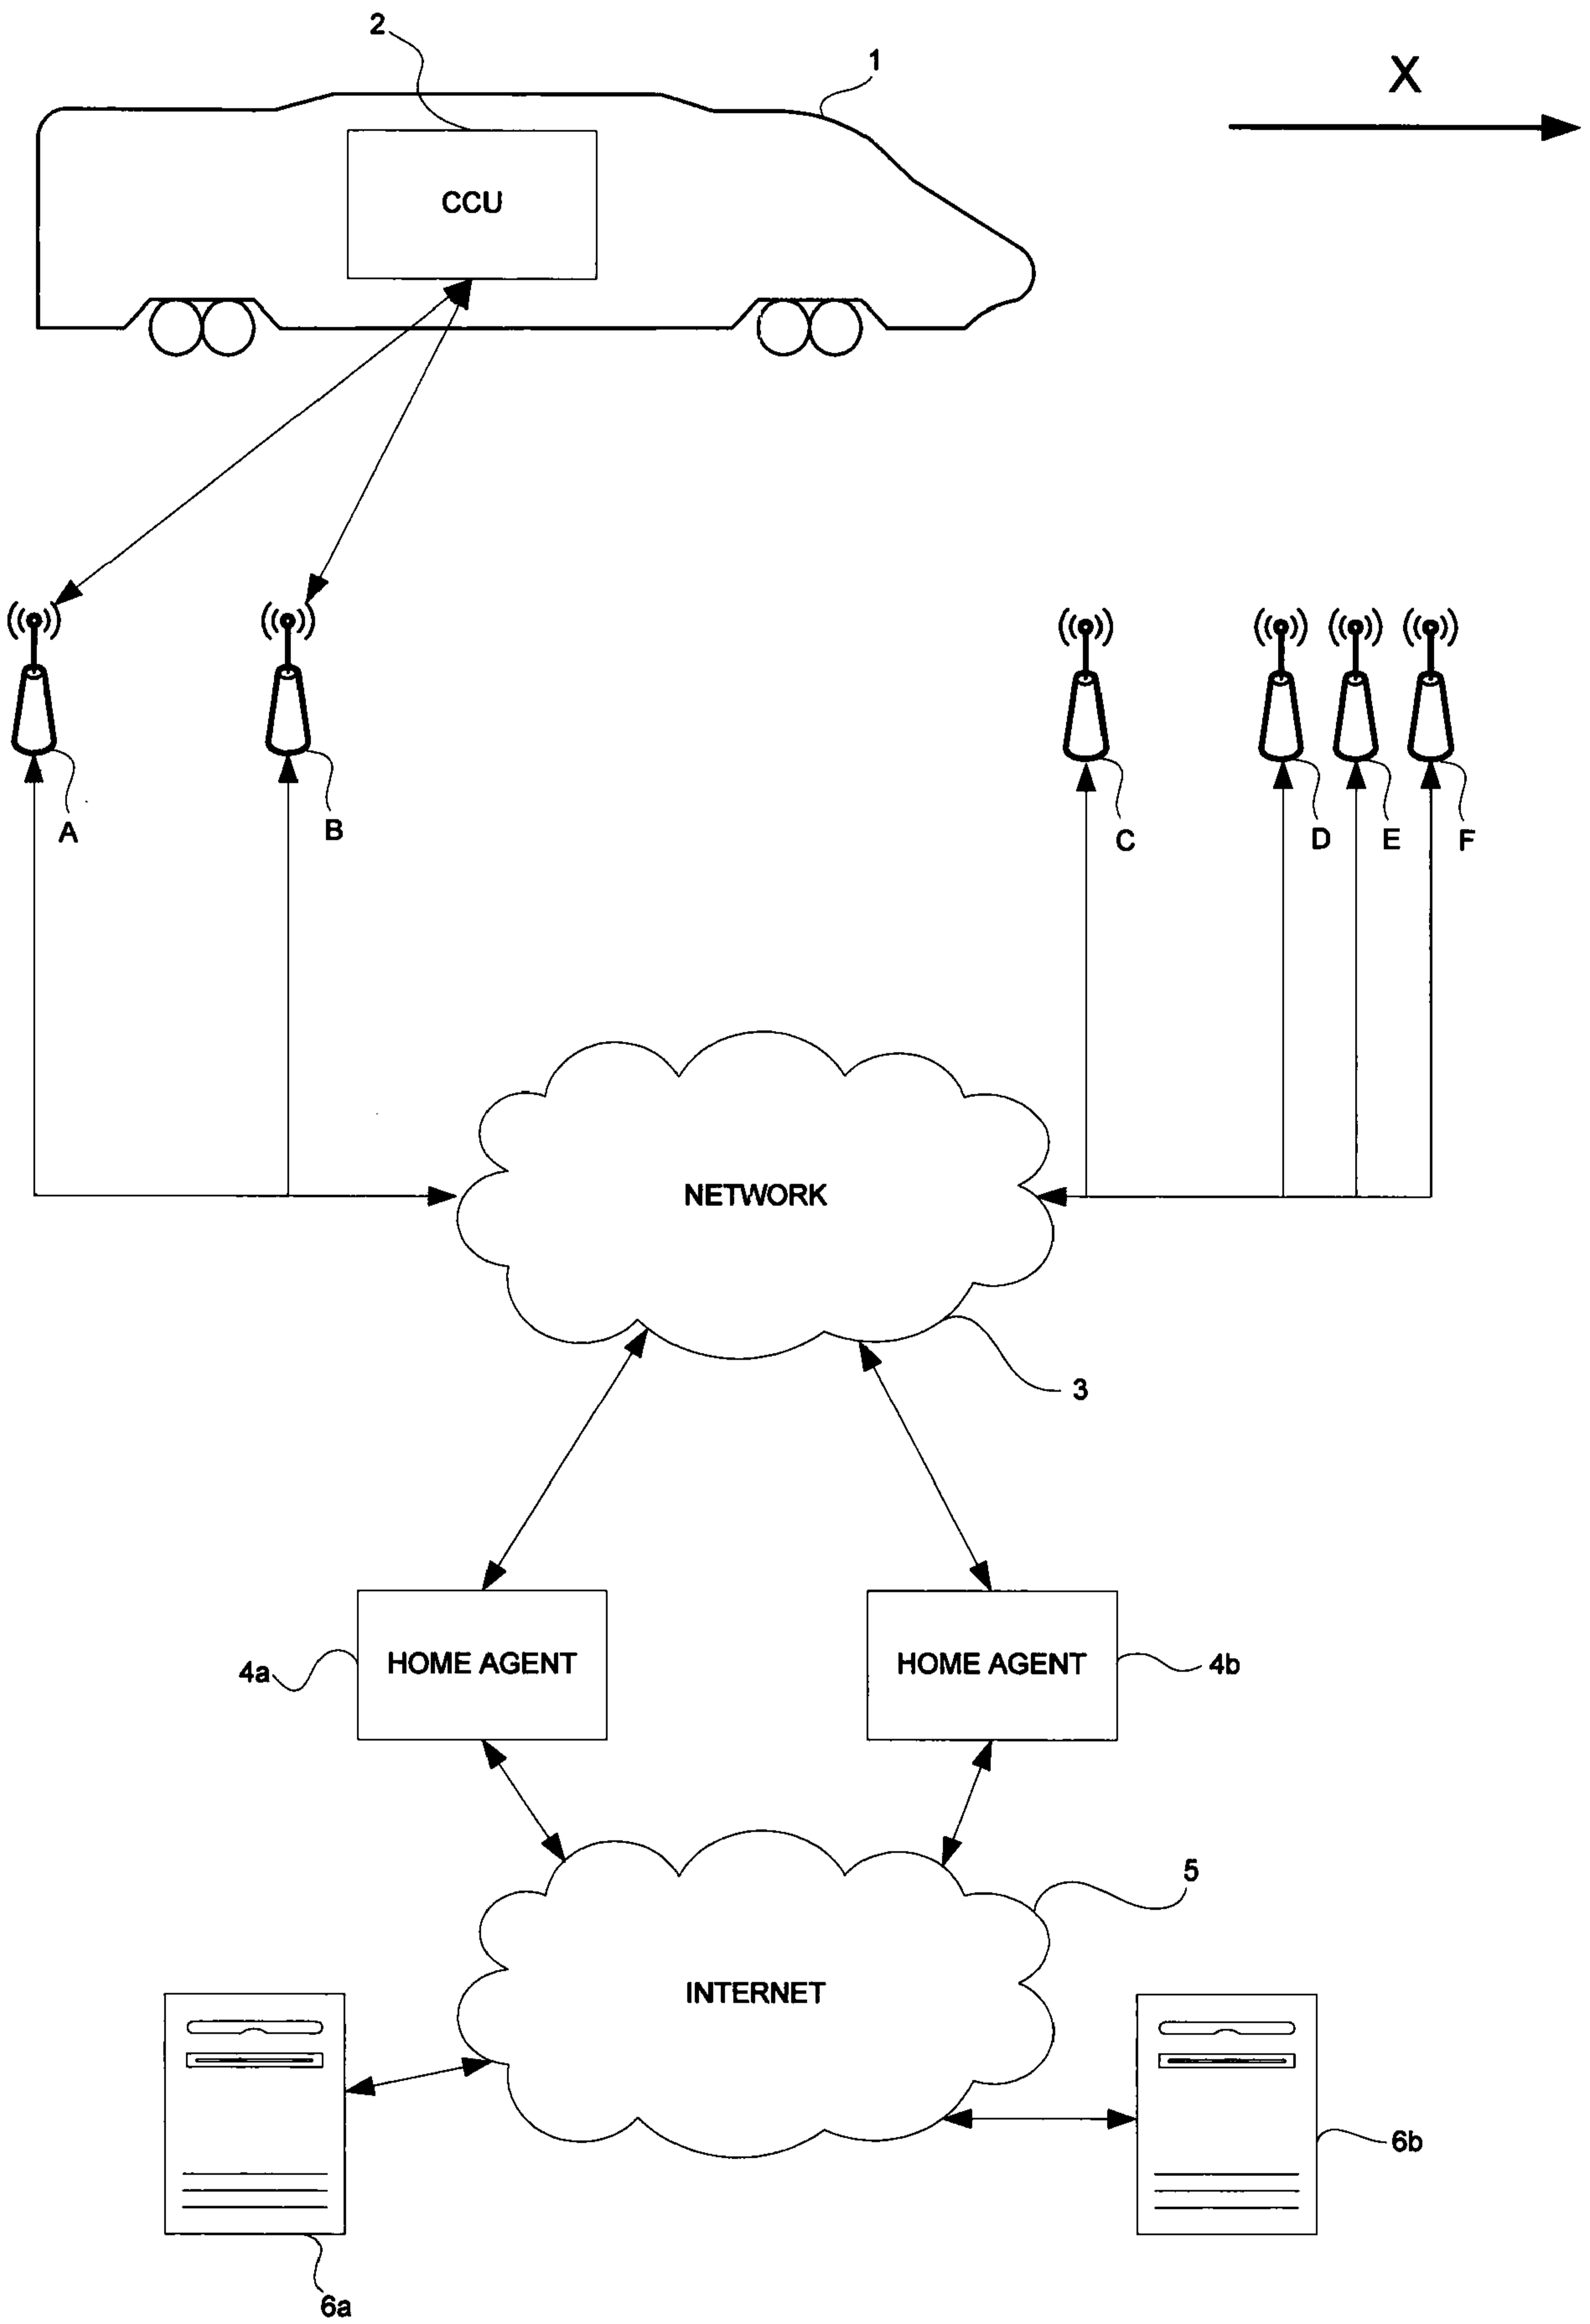 2
1
X
CCU
A
B
C
D
E
F
NETWORK
3
4a
HOME AGENT
HOME AGENT
4b
5
INTERNET
6b
6a